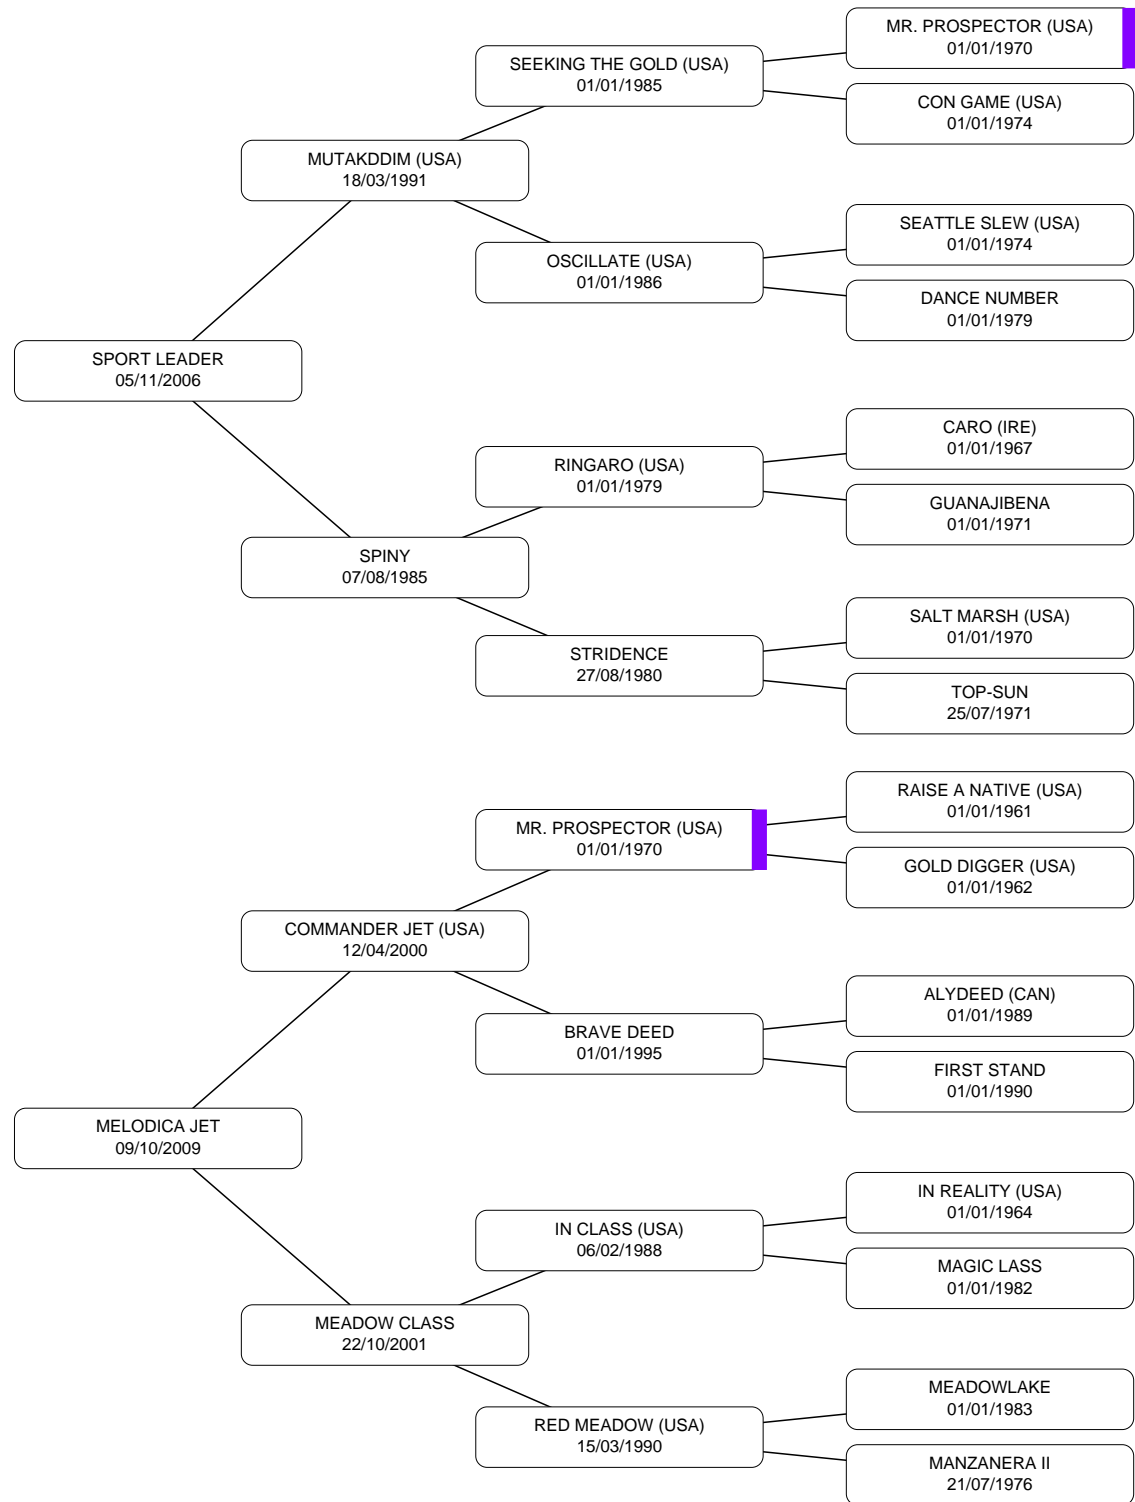 MR. PROSPECTOR (USA)
01/01/1970
SEEKING THE GOLD (USA)
01/01/1985
CON GAME (USA)
01/01/1974
MUTAKDDIM (USA)
18/03/1991
SEATTLE SLEW (USA)
01/01/1974
OSCILLATE (USA)
01/01/1986
DANCE NUMBER
01/01/1979
SPORT LEADER
05/11/2006
CARO (IRE)
01/01/1967
RINGARO (USA)
01/01/1979
GUANAJIBENA
01/01/1971
SPINY
07/08/1985
SALT MARSH (USA)
01/01/1970
STRIDENCE
27/08/1980
TOP-SUN
25/07/1971
RAISE A NATIVE (USA)
01/01/1961
MR. PROSPECTOR (USA)
01/01/1970
GOLD DIGGER (USA)
01/01/1962
COMMANDER JET (USA)
12/04/2000
ALYDEED (CAN)
01/01/1989
BRAVE DEED
01/01/1995
FIRST STAND
01/01/1990
MELODICA JET
09/10/2009
IN REALITY (USA)
01/01/1964
IN CLASS (USA)
06/02/1988
MAGIC LASS
01/01/1982
MEADOW CLASS
22/10/2001
MEADOWLAKE
01/01/1983
RED MEADOW (USA)
15/03/1990
MANZANERA II
21/07/1976